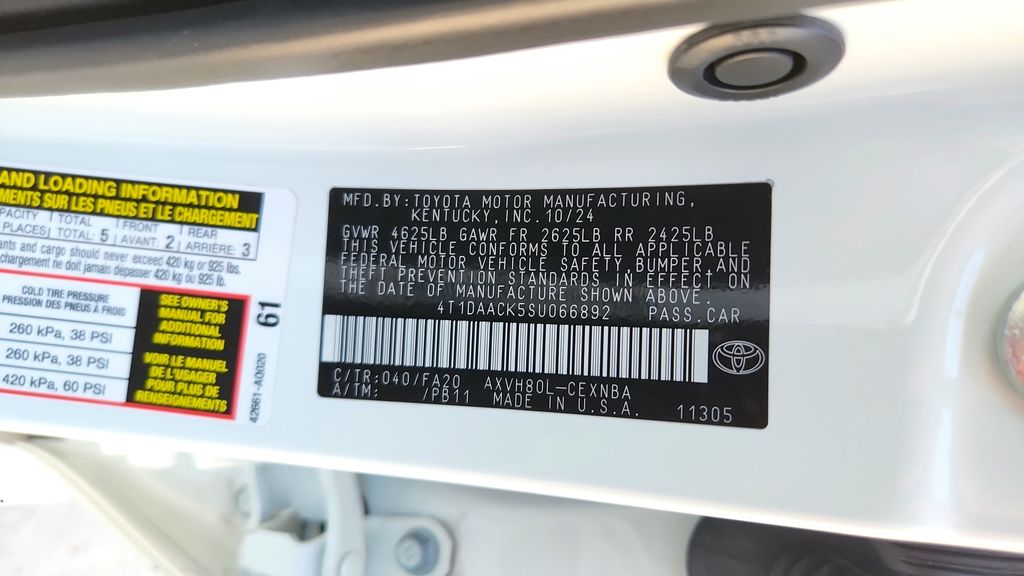 AND LOADING INFORMATION
MENTS SUR LES PNEUS ET LE CHARGEMENT
PACITY | TOTAL | FRONT | REAR
PLACES | TOTAL: 5 | AVANT: 2 | ARRIÈRE: 3
ants and cargo should never exceed 420 kg or 925 lbs.
chargement ne doit jamais dépasser 420 kg ou 925 lb.
COLD TIRE PRESSURE
PRESSION DES PNEUS À FROID
260 kPa, 38 PSI
260 kPa, 38 PSI
420 kPa, 60 PSI
SEE OWNER'S
MANUAL FOR
ADDITIONAL
INFORMATION
VOIR LE MANUEL
DE L'USAGER
POUR PLUS DE
RENSEIGNEMENTS
61
42661-A0020
MFD.BY:TOYOTA MOTOR MANUFACTURING,
KENTUCKY, INC.10/24
GVWR 4625LB GAWR FR 2625LB RR 2425LB
THIS VEHICLE CONFORMS TO ALL APPLICABLE
FEDERAL MOTOR VEHICLE SAFETY, BUMPER, AND
THEFT PREVENTION STANDARDS IN EFFECT ON
THE DATE OF MANUFACTURE SHOWN ABOVE.
4T1DAACK5SU066892 PASS.CAR
C/TR:040/FA20 AXVH80L-CEXNBA
A/TM: /PB11 MADE IN U.S.A. 11305